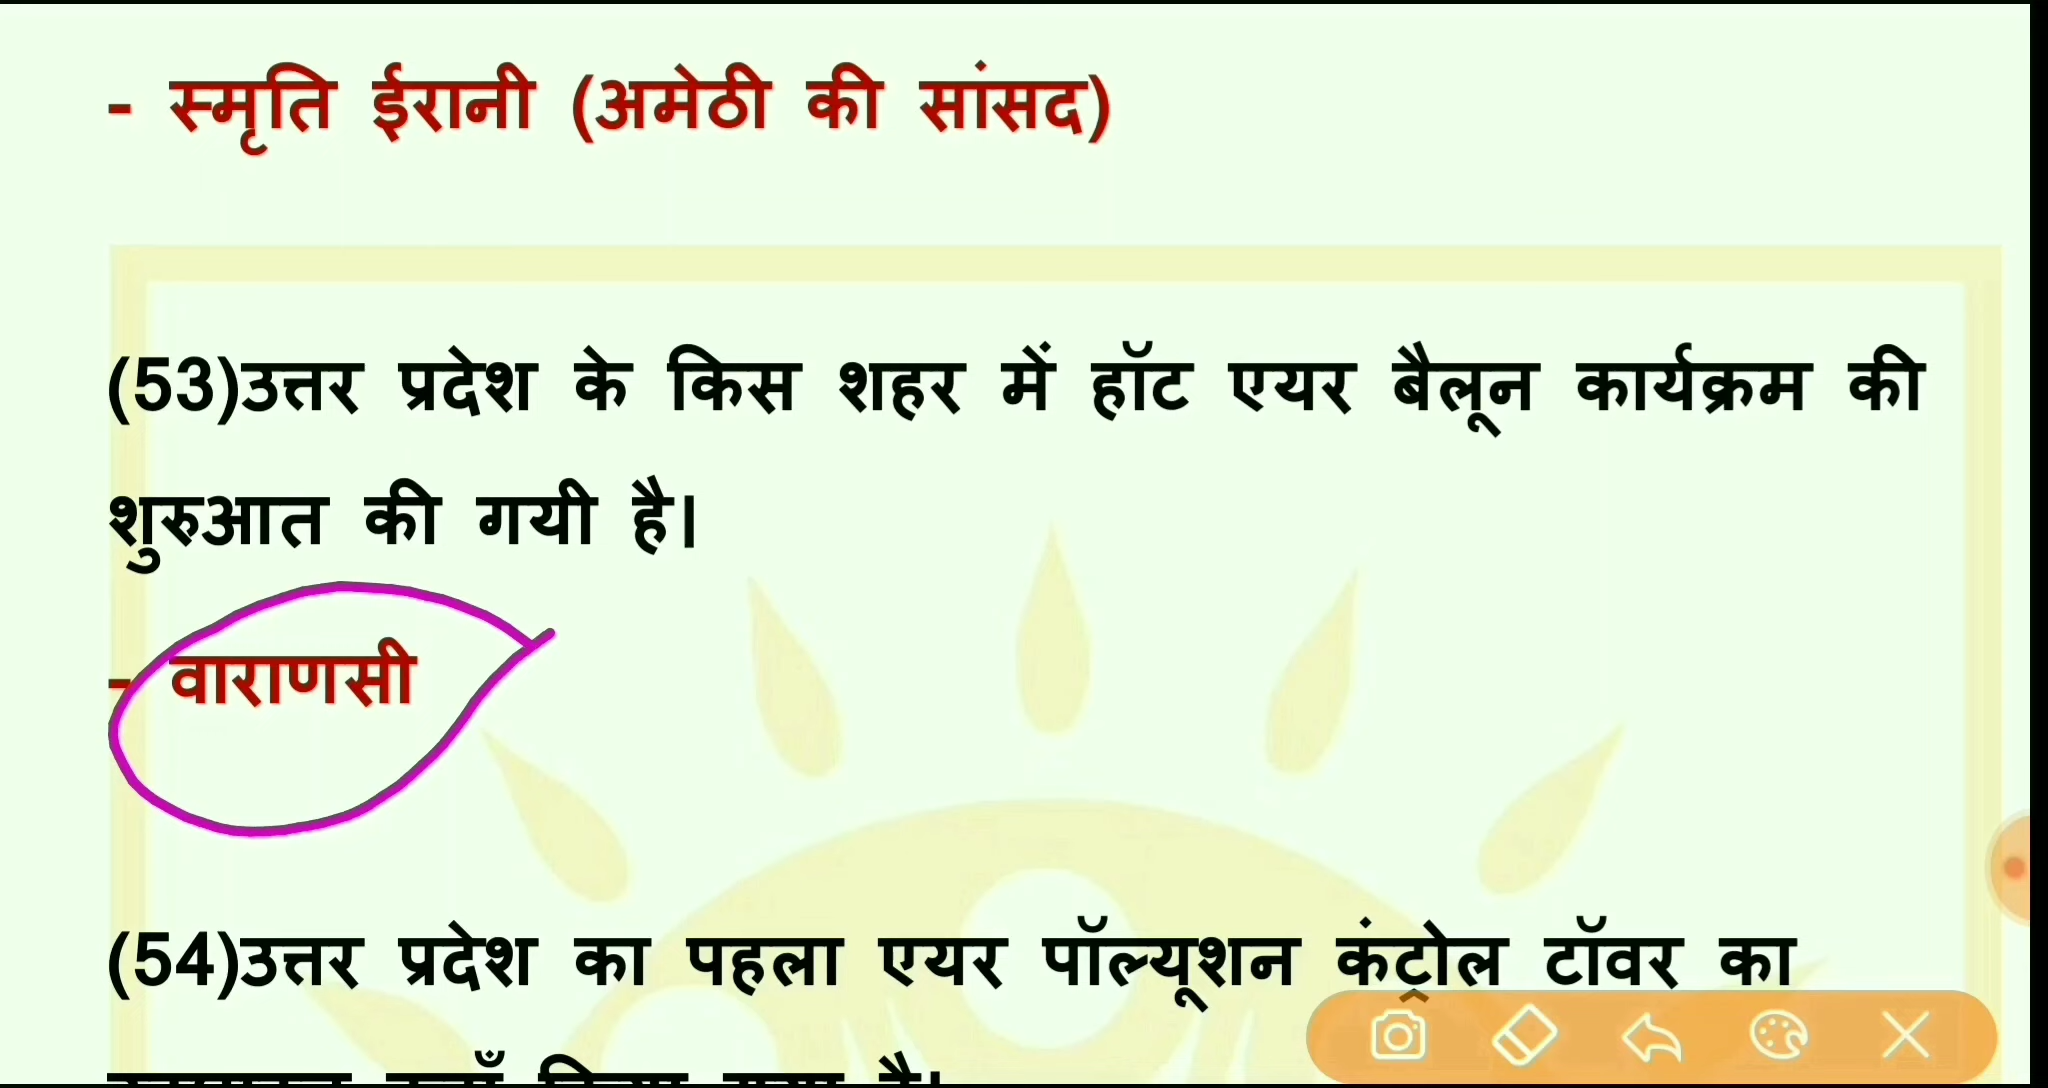 - स्मृति ईरानी (अमेठी की सांसद)
(53)उत्तर प्रदेश के किस शहर में हॉट एयर बैलून कार्यक्रम की
शुरुआत की गयी है।
- वाराणसी
(54)उत्तर प्रदेश का पहला एयर पॉल्यूशन कंट्रोल टॉवर का